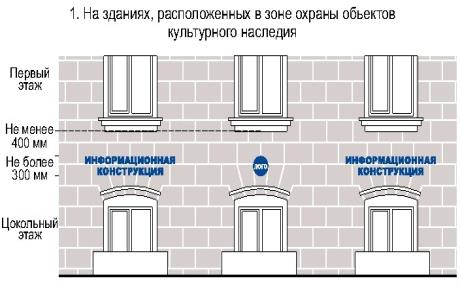 1. На зданиях, расположенных в зоне охраны объектов
культурного наследия
Первый
этаж
Не менее
400 мм
Не более
300 мм
ИНФОРМАЦИОННАЯ
КОНСТРУКЦИЯ
ЛОГО
ИНФОРМАЦИОННАЯ
КОНСТРУКЦИЯ
Цокольный
этаж